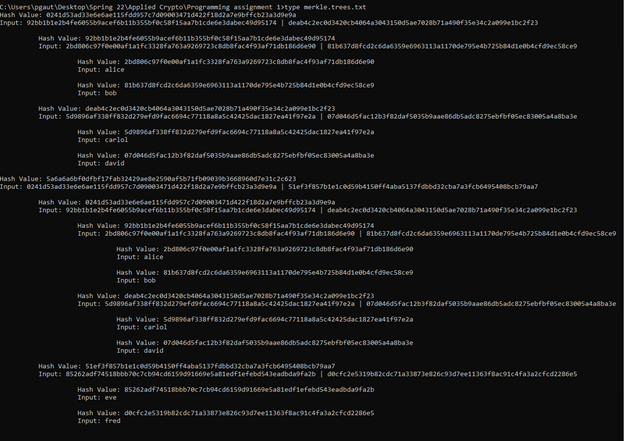 C:\Users\pgaut\Desktop\Spring 22\Applied Crypto\Programming assignment 1>type merkle.trees.txt
Hash Value: 0241d53ad33e6e6ae115fdd957c7d09003471d422f18d2a7e9bffcb23a3d9e9a
Input: 92bb1b1e2b4fe6055b9acef6b11b355bf0c58f15aa7b1cde6e3dabec49d95174 | deab4c2ec0d3420cb4064a3043150d5ae7028b71a490f35e34c2a099e1bc2f23
Hash Value: 92bb1b1e2b4fe6055b9acef6b11b355bf0c58f15aa7b1cde6e3dabec49d95174
Input: 2bd806c97f0e00af1a1fc3328fa763a9269723c8db8fac4f93af71db186d6e90 | 81b637d8fcd2c6da6359e6963113a1170de795e4b725b84d1e0b4cfd9ec58ce9
Hash Value: 2bd806c97f0e00af1a1fc3328fa763a9269723c8db8fac4f93af71db186d6e90
Input: alice
Hash Value: 81b637d8fcd2c6da6359e6963113a1170de795e4b725b84d1e0b4cfd9ec58ce9
Input: bob
Hash Value: deab4c2ec0d3420cb4064a3043150d5ae7028b71a490f35e34c2a099e1bc2f23
Input: 5d9896af338ff832d279efd9fac6694c77118a8a5c42425dac1827ea41f97e2a | 07d046d5fac12b3f82daf5035b9aae86db5adc8275ebfbf05ec83005a4a8ba3e
Hash Value: 5d9896af338ff832d279efd9fac6694c77118a8a5c42425dac1827ea41f97e2a
Input: carlol
Hash Value: 07d046d5fac12b3f82daf5035b9aae86db5adc8275ebfbf05ec83005a4a8ba3e
Input: david
Hash Value: 5a6a6a6bf0dfbf17fab32429ae8e2590af5b71fb09039b3668960d7e31c2c623
Input: 0241d53ad33e6e6ae115fdd957c7d09003471d422f18d2a7e9bffcb23a3d9e9a | 51ef3f857b1e1c0d59b4150ff4aba5137fdbbd32cba7a3fcb6495408bcb79aa7
Hash Value: 0241d53ad33e6e6ae115fdd957c7d09003471d422f18d2a7e9bffcb23a3d9e9a
Input: 92bb1b1e2b4fe6055b9acef6b11b355bf0c58f15aa7b1cde6e3dabec49d95174 | deab4c2ec0d3420cb4064a3043150d5ae7028b71a490f35e34c2a099e1bc2f23
Hash Value: 92bb1b1e2b4fe6055b9acef6b11b355bf0c58f15aa7b1cde6e3dabec49d95174
Input: 2bd806c97f0e00af1a1fc3328fa763a9269723c8db8fac4f93af71db186d6e90 | 81b637d8fcd2c6da6359e6963113a1170de795e4b725b84d1e0b4cfd9ec58ce9
Hash Value: 2bd806c97f0e00af1a1fc3328fa763a9269723c8db8fac4f93af71db186d6e90
Input: alice
Hash Value: 81b637d8fcd2c6da6359e6963113a1170de795e4b725b84d1e0b4cfd9ec58ce9
Input: bob
Hash Value: deab4c2ec0d3420cb4064a3043150d5ae7028b71a490f35e34c2a099e1bc2f23
Input: 5d9896af338ff832d279efd9fac6694c77118a8a5c42425dac1827ea41f97e2a | 07d046d5fac12b3f82daf5035b9aae86db5adc8275ebfbf05ec83005a4a8ba3e
Hash Value: 5d9896af338ff832d279efd9fac6694c77118a8a5c42425dac1827ea41f97e2a
Input: carlol
Hash Value: 07d046d5fac12b3f82daf5035b9aae86db5adc8275ebfbf05ec83005a4a8ba3e
Input: david
Hash Value: 51ef3f857b1e1c0d59b4150ff4aba5137fdbbd32cba7a3fcb6495408bcb79aa7
Input: 85262adf74518bbb70c7cb94cd6159d91669e5a81edf1efebd543eadbda9fa2b | d0cfc2e5319b82cdc71a33873e826c93d7ee11363f8ac91c4fa3a2cfcd2286e5
Hash Value: 85262adf74518bbb70c7cb94cd6159d91669e5a81edf1efebd543eadbda9fa2b
Input: eve
Hash Value: d0cfc2e5319b82cdc71a33873e826c93d7ee11363f8ac91c4fa3a2cfcd2286e5
Input: fred